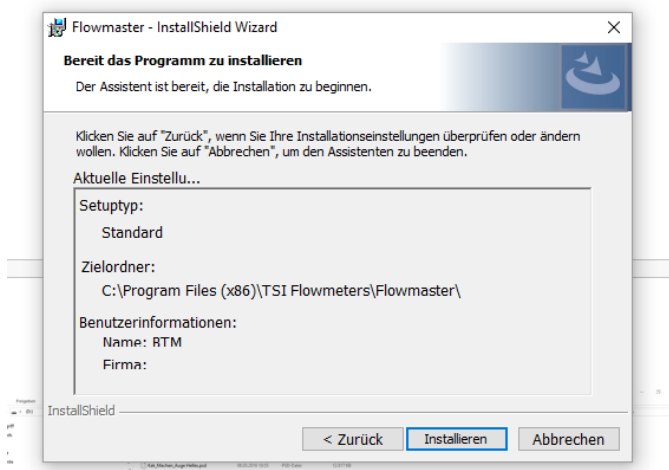 Flowmaster - InstallShield Wizard
Bereit das Programm zu installieren
Der Assistent ist bereit, die Installation zu beginnen.
Klicken Sie auf "Zurück", wenn Sie Ihre Installationseinstellungen überprüfen oder ändern
wollen. Klicken Sie auf "Abbrechen", um den Assistenten zu beenden.
Aktuelle Einstellu...
Setuptyp:
Standard
Zielordner:
C:\Program Files (x86)\TSI Flowmeters\Flowmaster\
Benutzerinformationen:
Name: BTM
Firma:
InstallShield
< Zurück
Installieren
Abbrechen